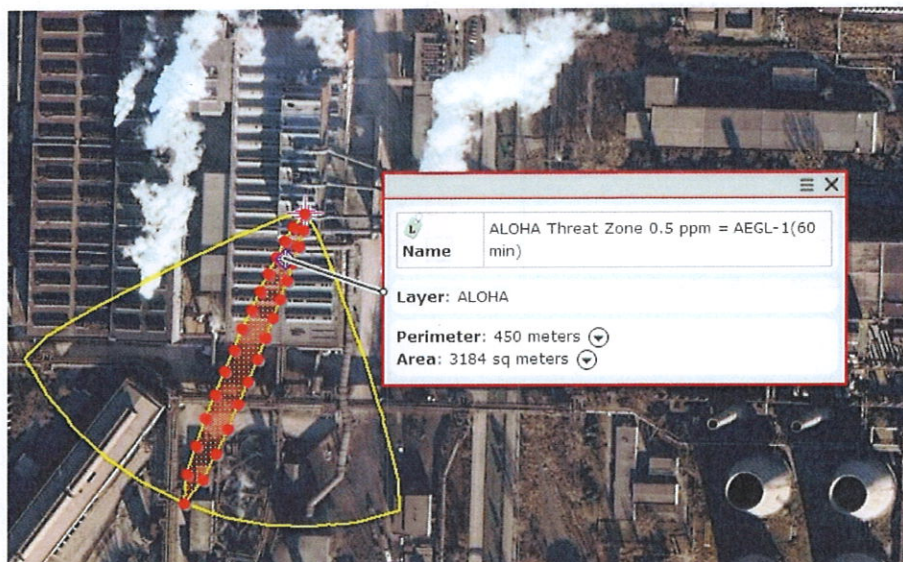 L
Name
ALOHA Threat Zone 0.5 ppm = AEGL-1(60
min)
Layer: ALOHA
Perimeter: 450 meters
Area: 3184 sq meters